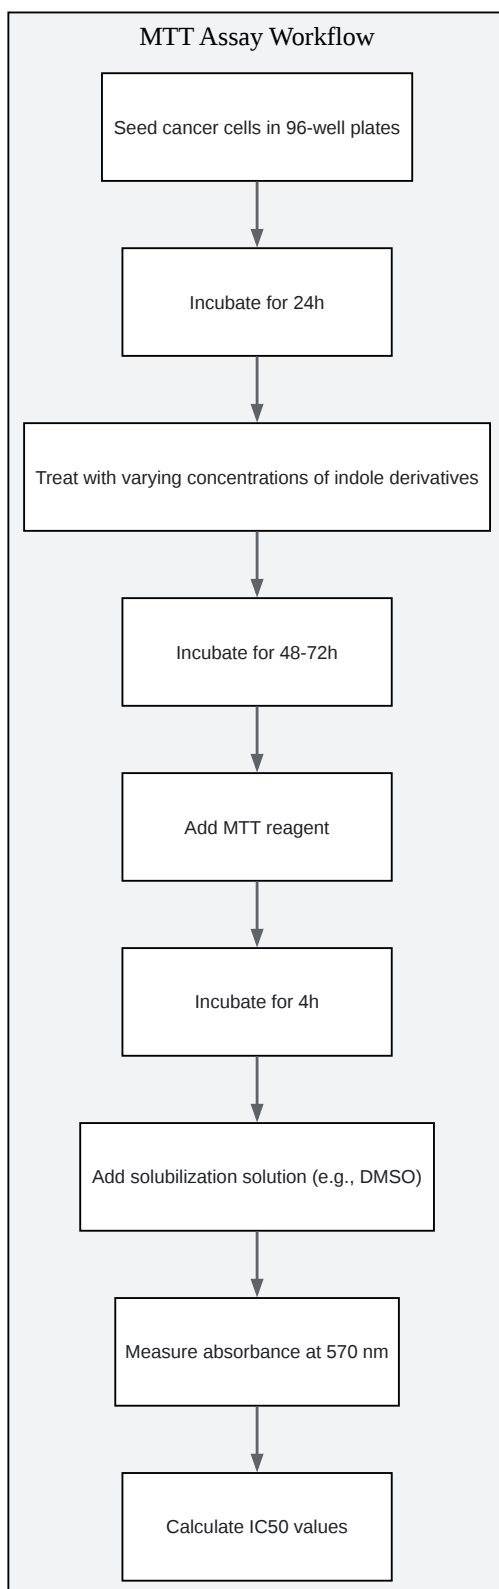 MTT Assay Workflow
Seed cancer cells in 96-well plates
Incubate for 24h
Treat with varying concentrations of indole derivatives
Incubate for 48-72h
Add MTT reagent
Incubate for 4h
Add solubilization solution (e.g., DMSO)
Measure absorbance at 570 nm
Calculate IC50 values